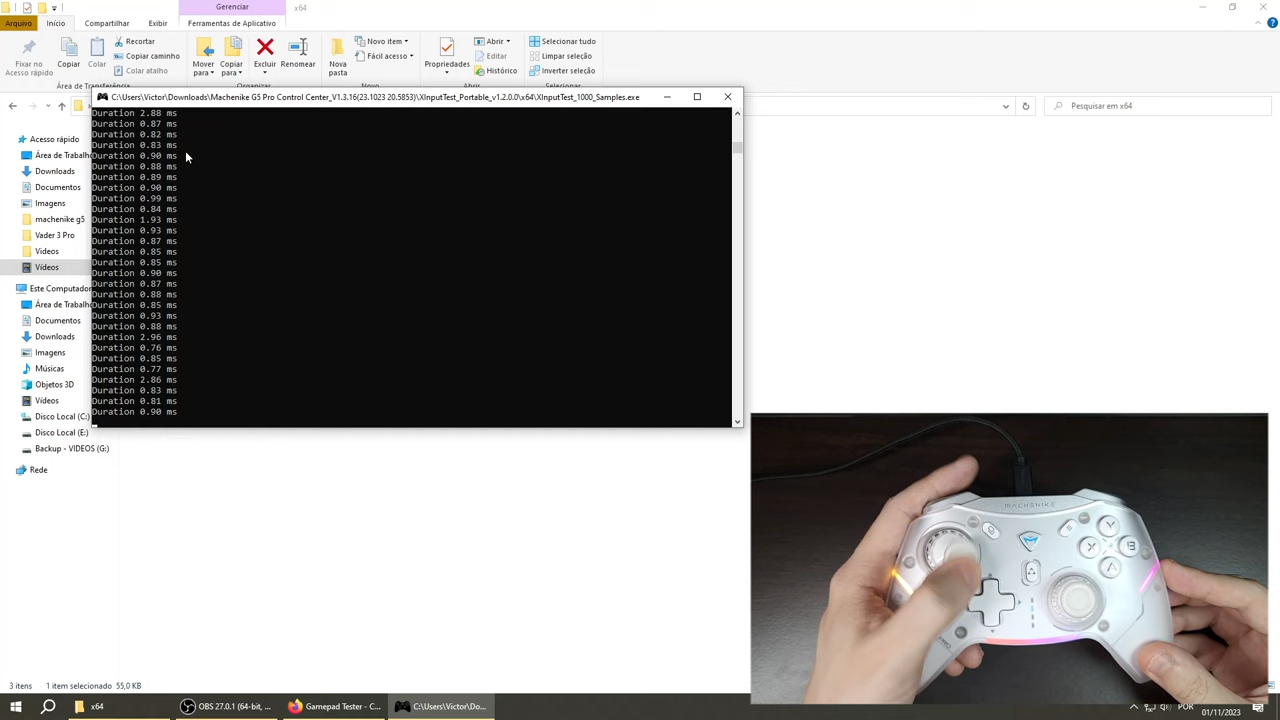 Gerenciar
x64
Arquivo
Início
Compartilhar
Exibir
Ferramentas de Aplicativo
Fixar no
Acesso rápido
Copiar
Colar
Recortar
Copiar caminho
Colar atalho
Área de Transferência
Mover
para
Copiar
para
Excluir
Renomear
Organizar
Nova
pasta
Novo item
Fácil acesso
Propriedades
Abrir
Editar
Histórico
Selecionar tudo
Limpar seleção
Inverter seleção
Pesquisar em x64
C:\Users\Victor\Downloads\Machenike G5 Pro Control Center_V1.3.16(23.1023 20.5853)\XInputTest_Portable_v1.2.0.0\x64\XInputTest_1000_Samples.exe
Duration 2.88 ms
Duration 0.87 ms
Duration 0.82 ms
Duration 0.83 ms
Duration 0.90 ms
Duration 0.88 ms
Duration 0.89 ms
Duration 0.90 ms
Duration 0.99 ms
Duration 0.84 ms
Duration 1.93 ms
Duration 0.93 ms
Duration 0.87 ms
Duration 0.85 ms
Duration 0.85 ms
Duration 0.90 ms
Duration 0.87 ms
Duration 0.88 ms
Duration 0.85 ms
Duration 0.93 ms
Duration 0.88 ms
Duration 2.96 ms
Duration 0.76 ms
Duration 0.85 ms
Duration 0.77 ms
Duration 2.86 ms
Duration 0.83 ms
Duration 0.81 ms
Duration 0.90 ms
Acesso rápido
Área de Trabalh
Downloads
Documentos
Imagens
machenike g5
Vader 3 Pro
Videos
Vídeos
Este Computador
Área de Trabalh
Documentos
Downloads
Imagens
Músicas
Objetos 3D
Vídeos
Disco Local (C:)
Disco Local (E:)
Backup - VIDEOS (G:)
Rede
MACHENIKE
Y
X
B
A
3 itens
1 item selecionado 55,0 KB
x64
OBS 27.0.1 (64-bit, ...
Gamepad Tester - C...
C:\Users\Victor\Do...
POR
01/11/2023